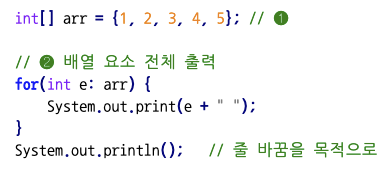 int[] arr = {1, 2, 3, 4, 5}; // ❶
// ❷ 배열 요소 전체 출력
for(int e: arr) {
    System.out.print(e + " ");
}
System.out.println();   // 줄 바꿈을 목적으로